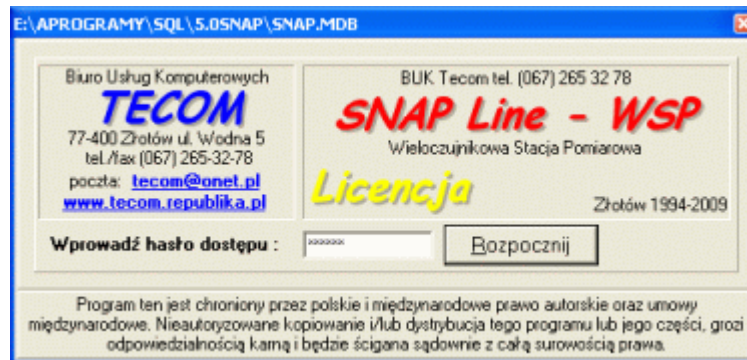 E:\APROGRAMY\SQL\5.0SNAP\SNAP.MDB
Biuro Usług Komputerowych
TECOM
77-400 Złotów ul. Wodna 5
tel./fax (067) 265-32-78
poczta: tecom@onet.pl
www.tecom.republika.pl
BUK Tecom tel. (067) 265 32 78
SNAP Line - WSP
Wieloczujnikowa Stacja Pomiarowa
Licencja
Złotów 1994-2009
Wprowadź hasło dostępu :
xxxxxx
Rozpocznij
Program ten jest chroniony przez polskie i międzynarodowe prawo autorskie oraz umowy
międzynarodowe. Nieautoryzowane kopiowanie i/lub dystrybucja tego programu lub jego części, grozi
odpowiedzialnością karną i będzie ścigana sądownie z całą surowością prawa.